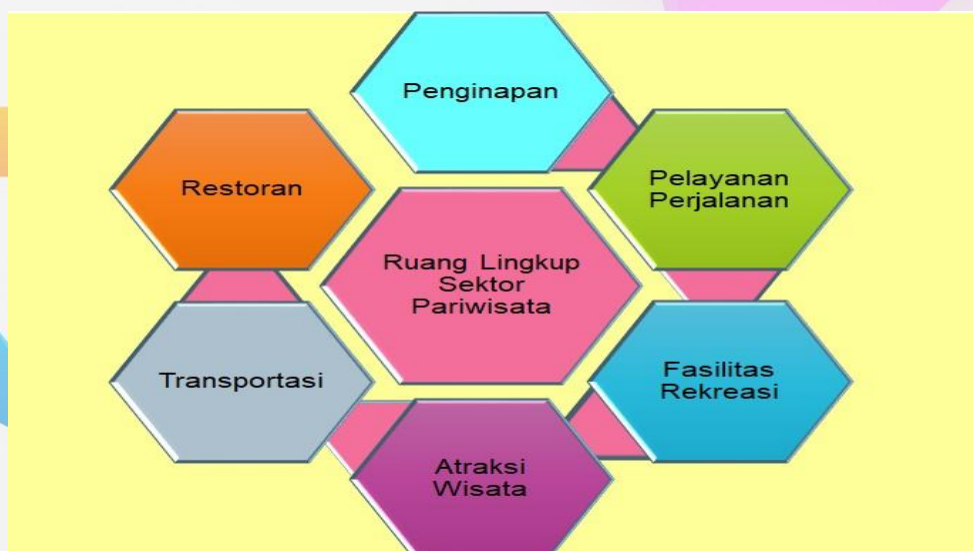 Penginapan
Pelayanan
Perjalanan
Fasilitas
Rekreasi
Atraksi
Wisata
Transportasi
Restoran
Ruang Lingkup
Sektor
Pariwisata